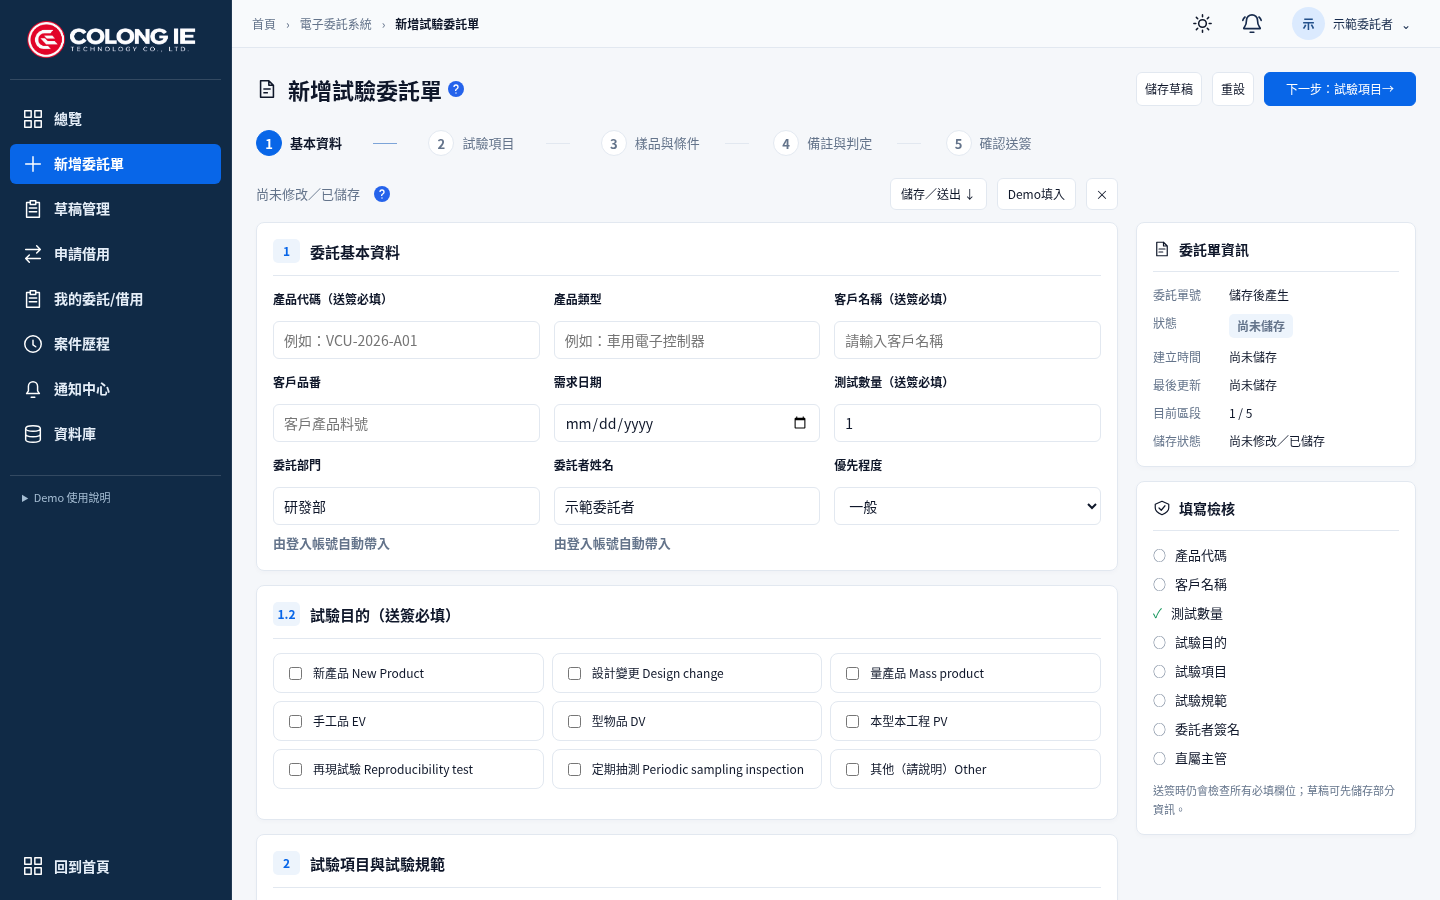 COLONG IE
TECHNOLOGY CO., LTD.
總覽
新增委託單
草稿管理
申請借用
我的委託/借用
案件歷程
通知中心
資料庫
▶ Demo 使用說明
回到首頁
首頁 › 電子委託系統 › 新增試驗委託單
示 示範委託者
新增試驗委託單 ?
儲存草稿 重設 下一步：試驗項目→
1 基本資料 2 試驗項目 3 樣品與條件 4 備註與判定 5 確認送簽
尚未修改／已儲存 ?
儲存／送出 ↓ Demo填入 ×
1 委託基本資料
產品代碼（送簽必填） 產品類型 客戶名稱（送簽必填）
例如：VCU-2026-A01 例如：車用電子控制器 請輸入客戶名稱
客戶品番 需求日期 測試數量（送簽必填）
客戶產品料號 mm/dd/yyyy 1
委託部門 委託者姓名 優先程度
研發部 示範委託者 一般
由登入帳號自動帶入 由登入帳號自動帶入
1.2 試驗目的（送簽必填）
新產品 New Product 設計變更 Design change 量產品 Mass product
手工品 EV 型物品 DV 本型本工程 PV
再現試驗 Reproducibility test 定期抽測 Periodic sampling inspection 其他（請說明）Other
2 試驗項目與試驗規範
委託單資訊
委託單號 儲存後產生
狀態 尚未儲存
建立時間 尚未儲存
最後更新 尚未儲存
目前區段 1 / 5
儲存狀態 尚未修改／已儲存
填寫檢核
產品代碼
客戶名稱
✓ 測試數量
試驗目的
試驗項目
試驗規範
委託者簽名
直屬主管
送簽時仍會檢查所有必填欄位；草稿可先儲存部分
資訊。